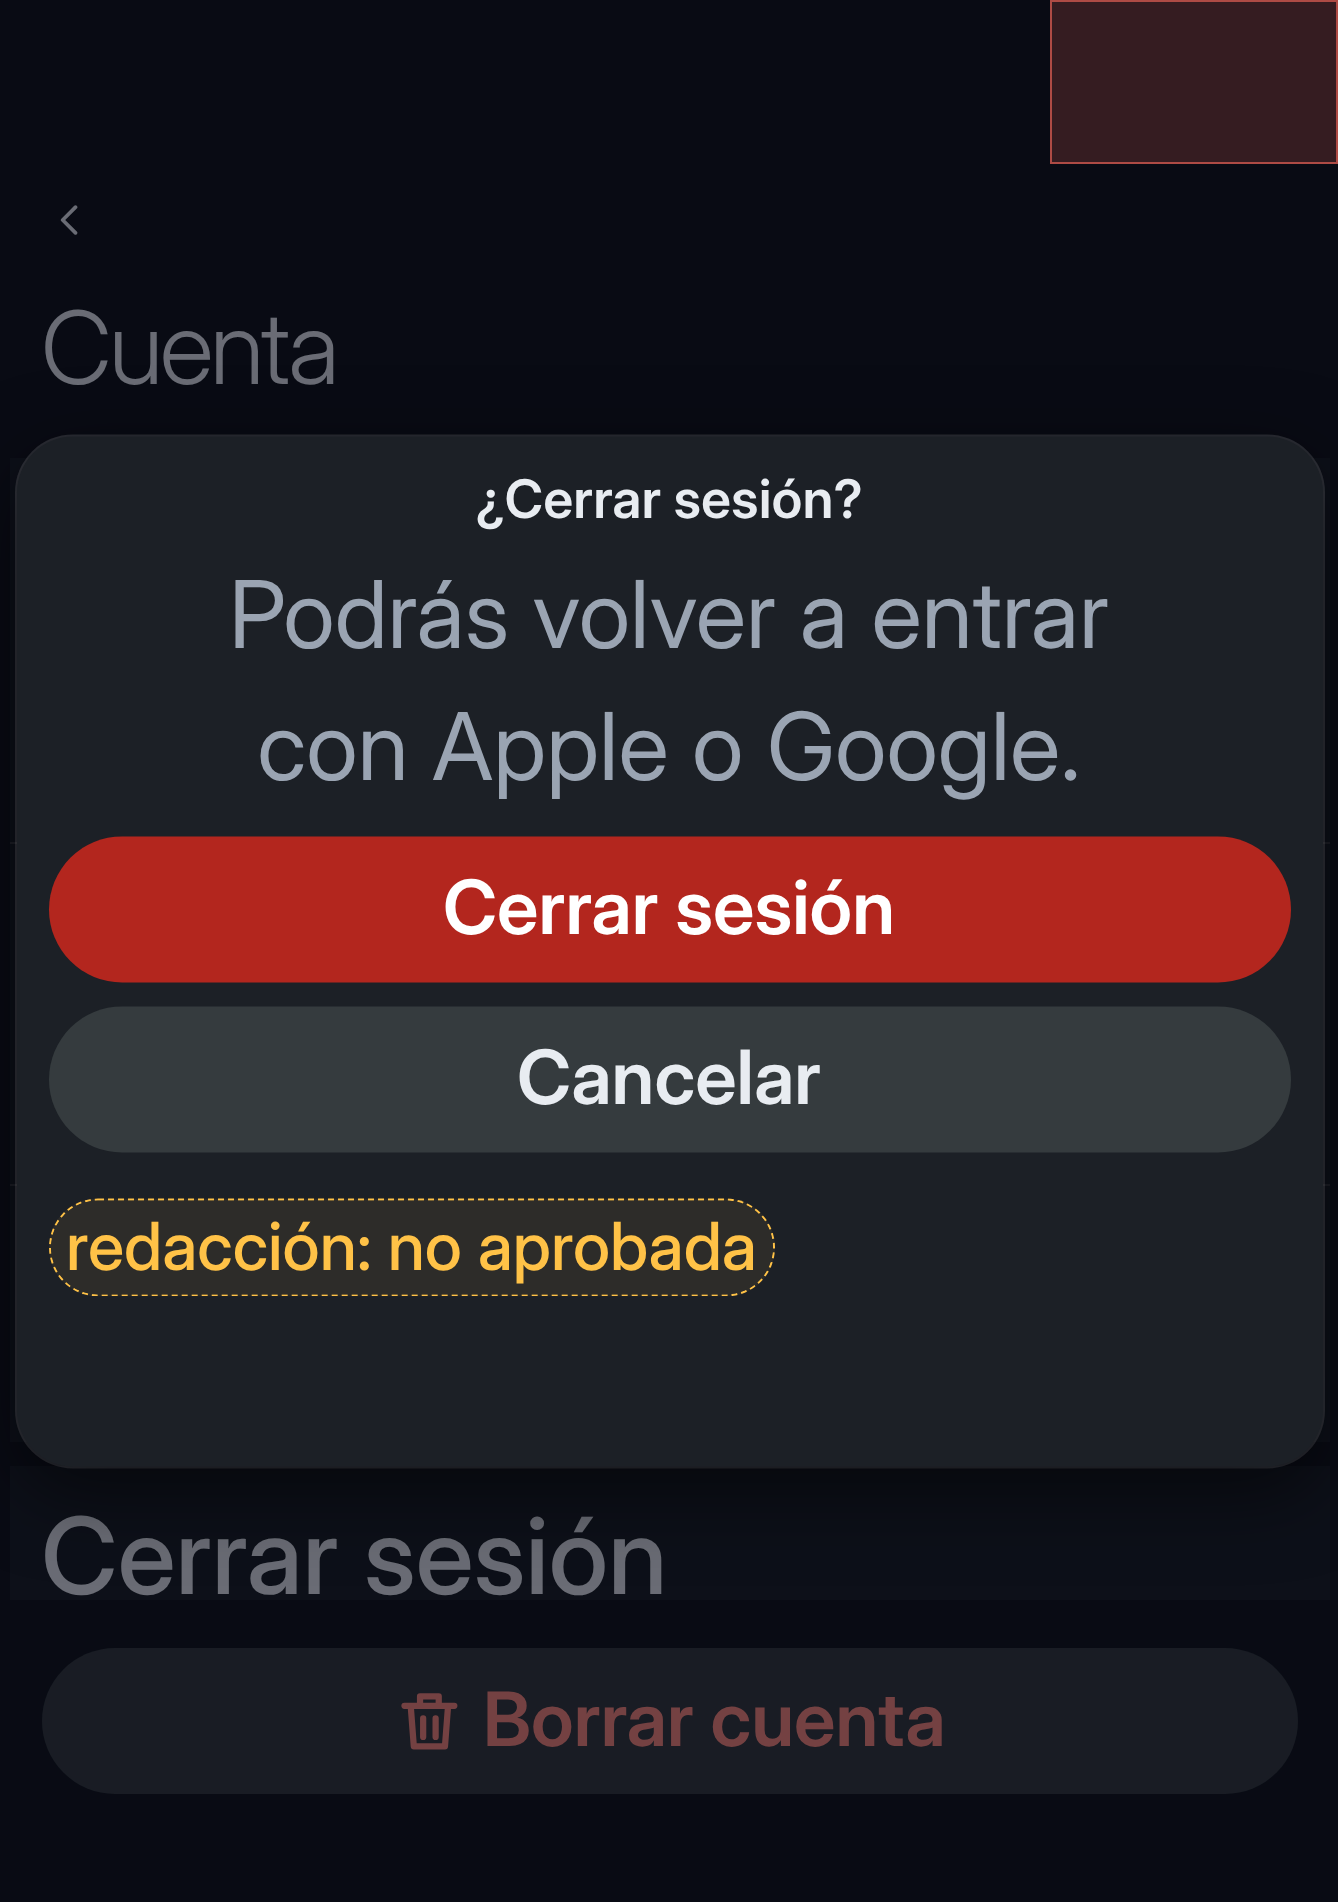 Cuenta
¿Cerrar sesión?
Podrás volver a entrar
con Apple o Google.
Cerrar sesión
Cancelar
redacción: no aprobada
Cerrar sesión
Borrar cuenta